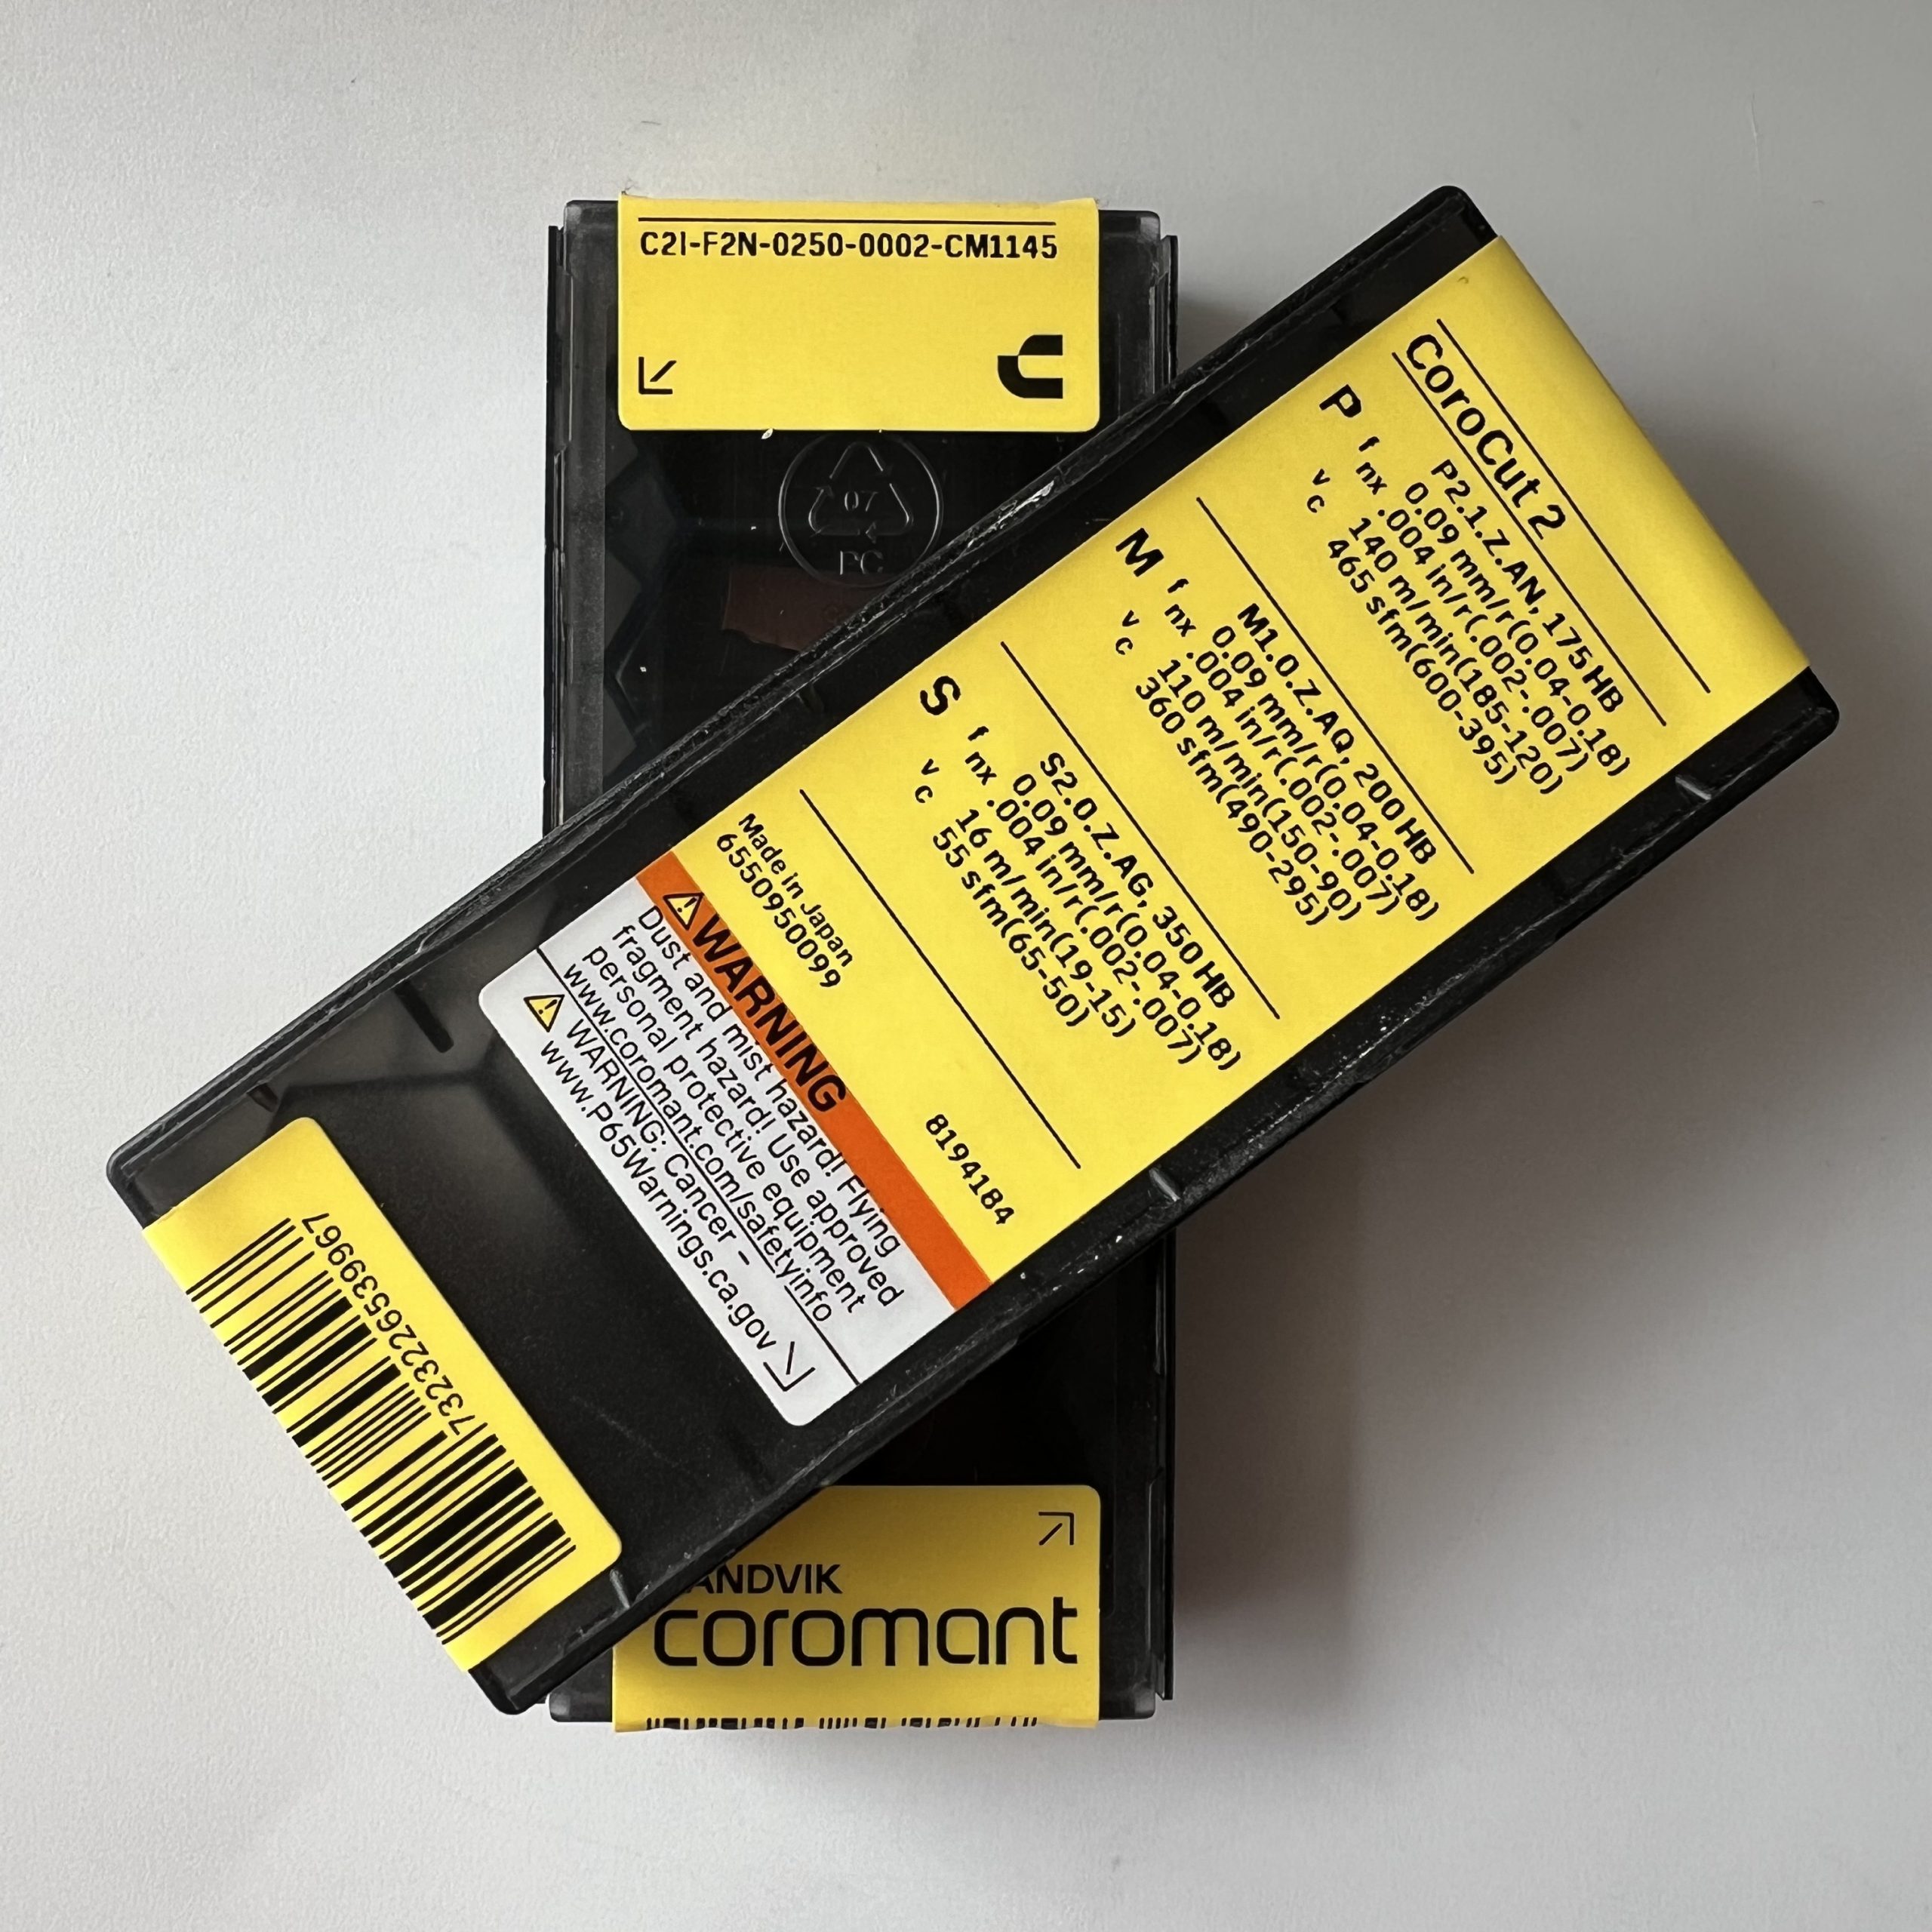 C2I-F2N-0250-0002-CM1145
07
PC
CoroCut 2
P
P2.1.Z.AN, 175 HB
f nx 0.09 mm/r(0.04-0.18)
.004 in/r(.002-.007)
v c 140 m/min(185-120)
465 sfm(600-395)
M
M1.0.Z.AQ, 200 HB
f nx 0.09 mm/r(0.04-0.18)
.004 in/r(.002-.007)
v c 110 m/min(150-90)
360 sfm(490-295)
S
S2.0.Z.AG, 350 HB
f nx 0.09 mm/r(0.04-0.18)
.004 in/r(.002-.007)
v c 16 m/min(19-15)
55 sfm(65-50)
Made in Japan
6550950099 8194184
WARNING
Dust and mist hazard! Flying
fragment hazard! Use approved
personal protective equipment
www.coromant.com/safetyinfo
WARNING: Cancer –
www.P65Warnings.ca.gov
7323226539967
ANDVIK
coromant